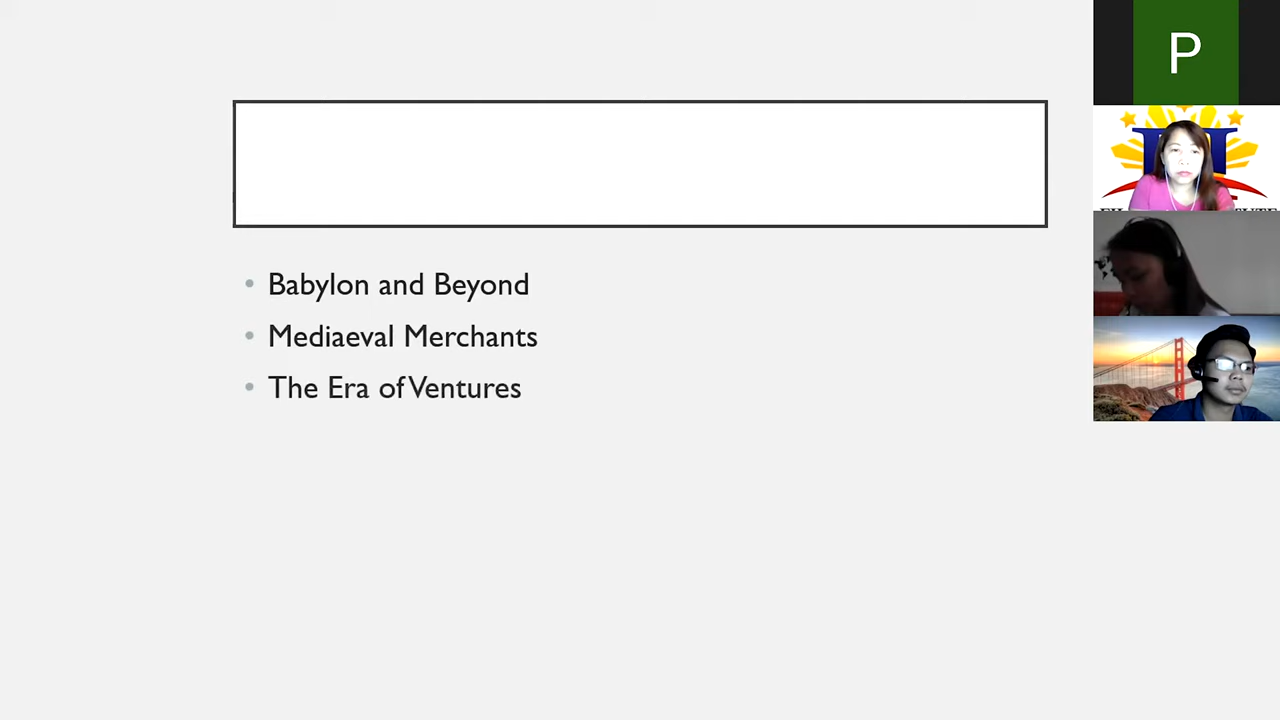 Babylon and Beyond
Mediaeval Merchants
The Era of Ventures
P